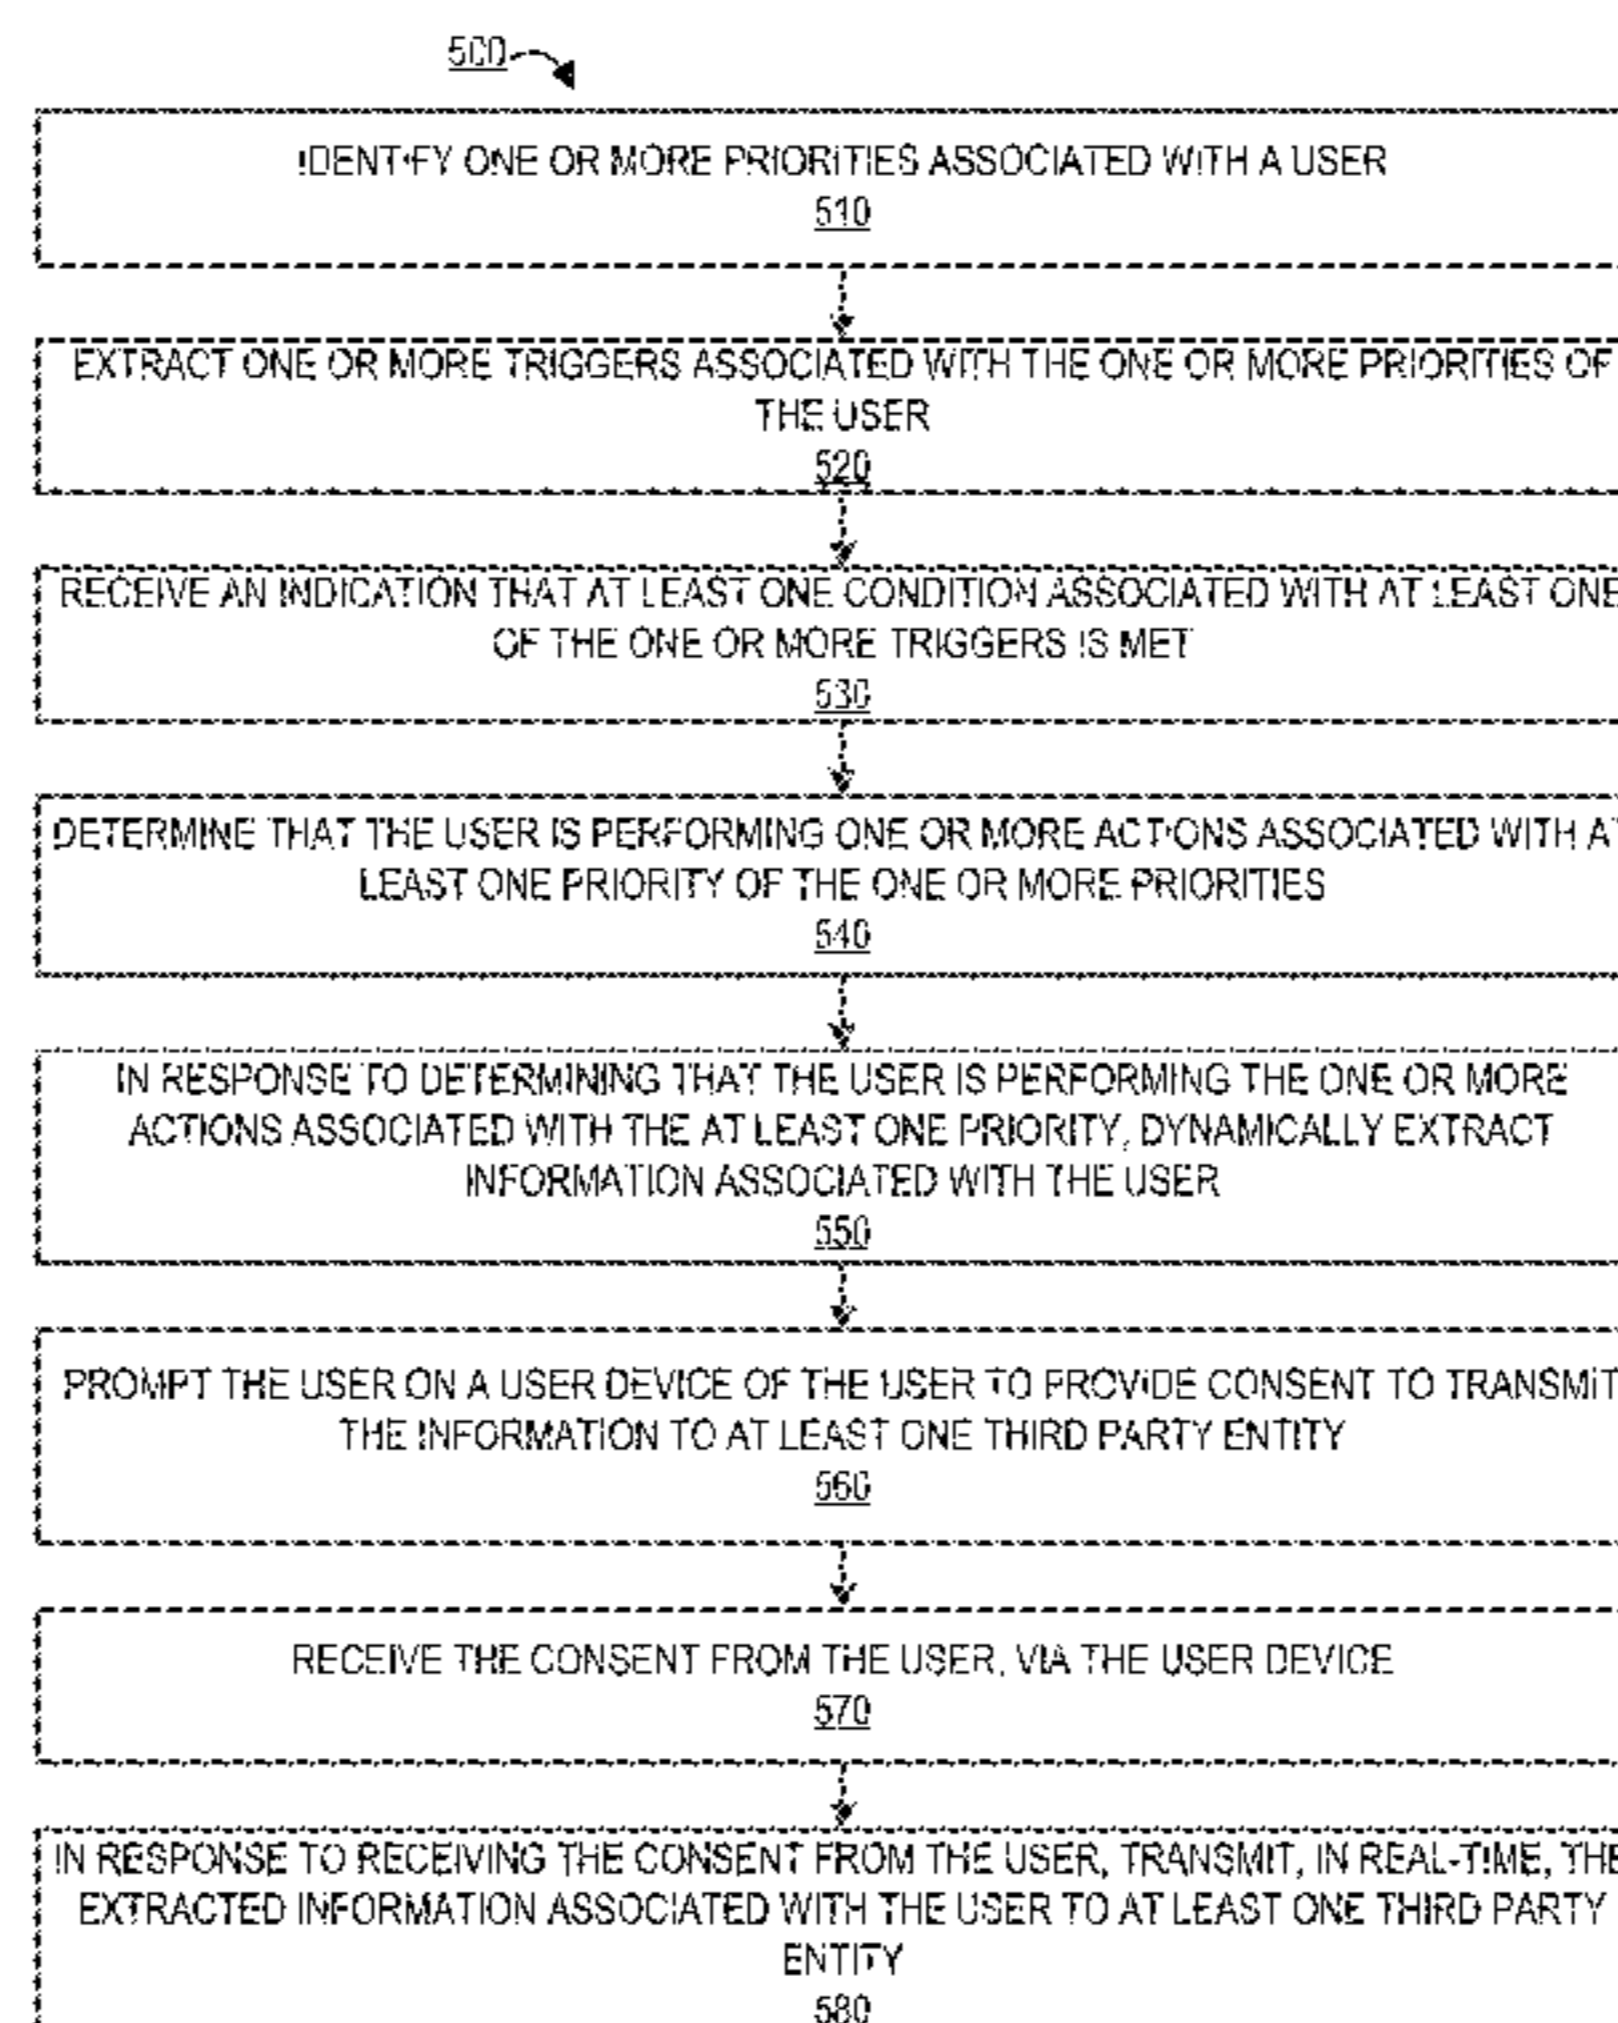 500
IDENTIFY ONE OR MORE PRIORITIES ASSOCIATED WITH A USER
510
EXTRACT ONE OR MORE TRIGGERS ASSOCIATED WITH THE ONE OR MORE PRIORITIES OF
THE USER
520
RECEIVE AN INDICATION THAT AT LEAST ONE CONDITION ASSOCIATED WITH AT LEAST ONE
OF THE ONE OR MORE TRIGGERS IS MET
530
DETERMINE THAT THE USER IS PERFORMING ONE OR MORE ACTIONS ASSOCIATED WITH AT
LEAST ONE PRIORITY OF THE ONE OR MORE PRIORITIES
540
IN RESPONSE TO DETERMINING THAT THE USER IS PERFORMING THE ONE OR MORE
ACTIONS ASSOCIATED WITH THE AT LEAST ONE PRIORITY, DYNAMICALLY EXTRACT
INFORMATION ASSOCIATED WITH THE USER
550
PROMPT THE USER ON A USER DEVICE OF THE USER TO PROVIDE CONSENT TO TRANSMIT
THE INFORMATION TO AT LEAST ONE THIRD PARTY ENTITY
560
RECEIVE THE CONSENT FROM THE USER, VIA THE USER DEVICE
570
IN RESPONSE TO RECEIVING THE CONSENT FROM THE USER, TRANSMIT, IN REAL-TIME, THE
EXTRACTED INFORMATION ASSOCIATED WITH THE USER TO AT LEAST ONE THIRD PARTY
ENTITY
580